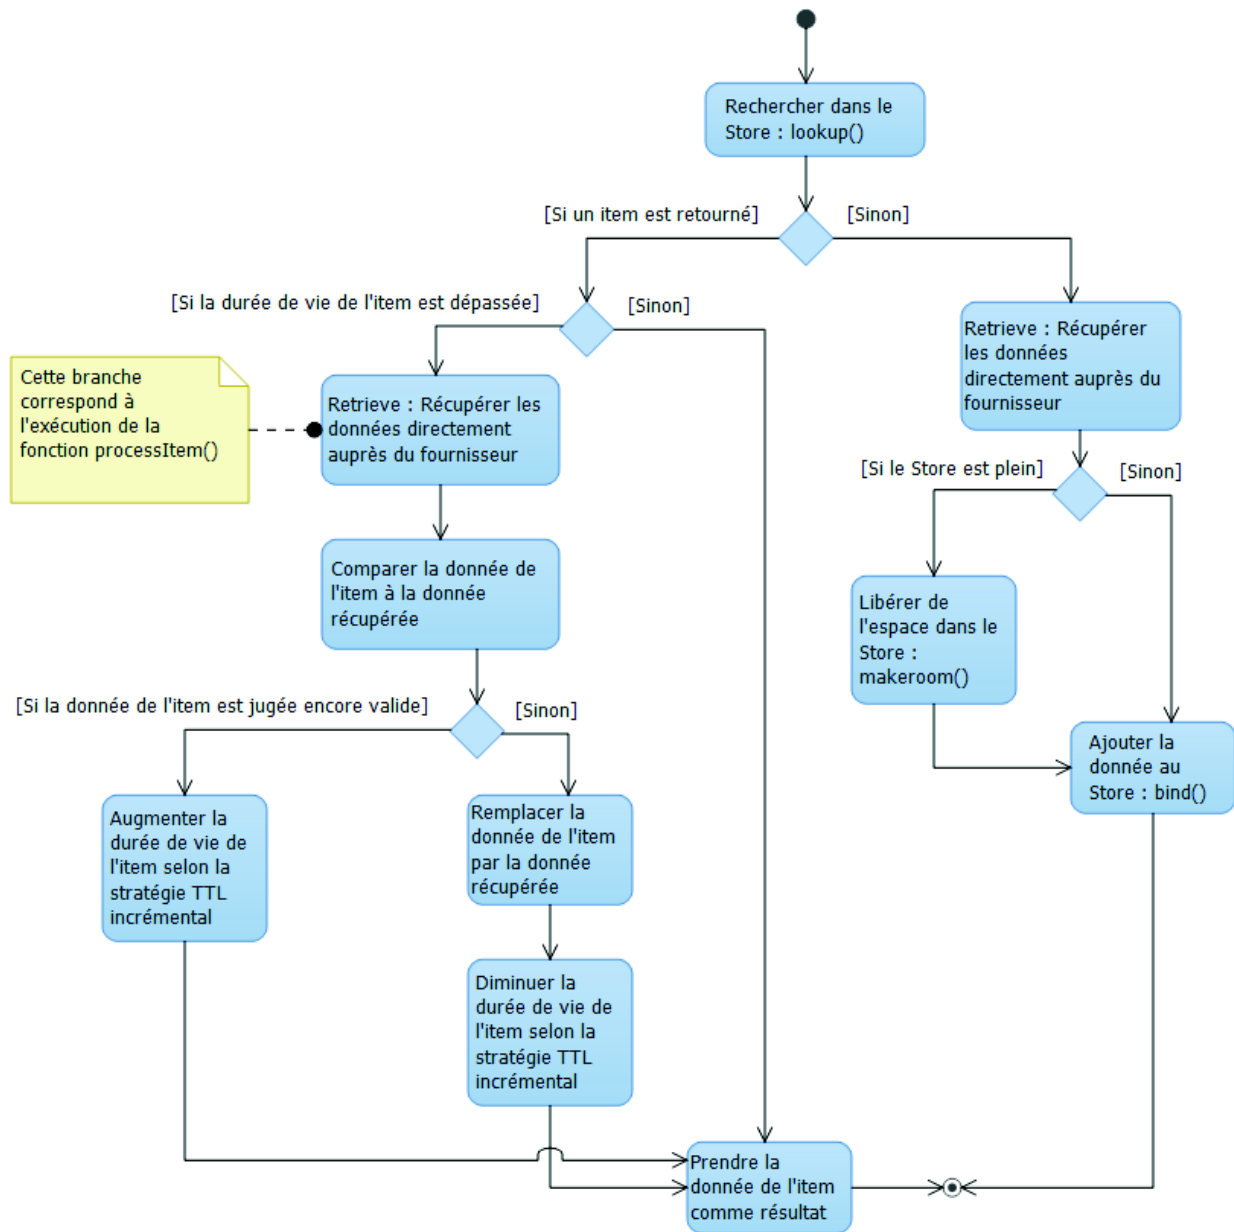 Rechercher dans le
Store : lookup()
[Si un item est retourné]
[Sinon]
[Si la durée de vie de l'item est dépassée]
[Sinon]
Retrieve : Récupérer
les données
directement auprès du
fournisseur
Cette branche
correspond à
l'exécution de la
fonction processItem()
Retrieve : Récupérer les
données directement
auprès du fournisseur
[Si le Store est plein]
[Sinon]
Comparer la donnée de
l'item à la donnée
récupérée
Libérer de
l'espace dans le
Store :
makeroom()
[Si la donnée de l'item est jugée encore valide]
[Sinon]
Ajouter la
donnée au
Store : bind()
Augmenter la
durée de vie de
l'item selon la
stratégie TTL
incrémental
Remplacer la
donnée de l'item
par la donnée
récupérée
Diminuer la
durée de vie de
l'item selon la
stratégie TTL
incrémental
Prendre la
donnée de l'item
comme résultat